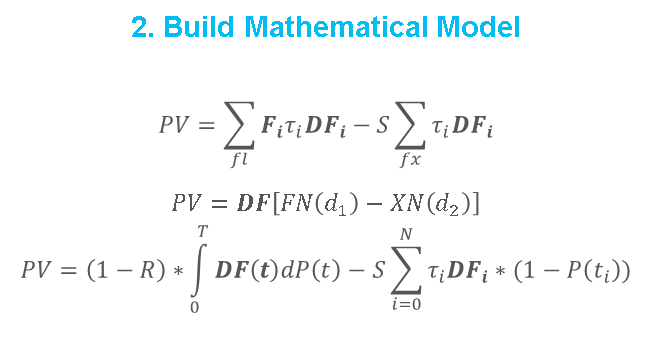 2. Build Mathematical Model
PV = ∑_{fl} F_i τ_i DF_i − S ∑_{fx} τ_i DF_i
PV = DF[FN(d_1) − XN(d_2)]
PV = (1 − R) * ∫_0^T DF(t)dP(t) − S ∑_{i=0}^N τ_i DF_i * (1 − P(t_i))